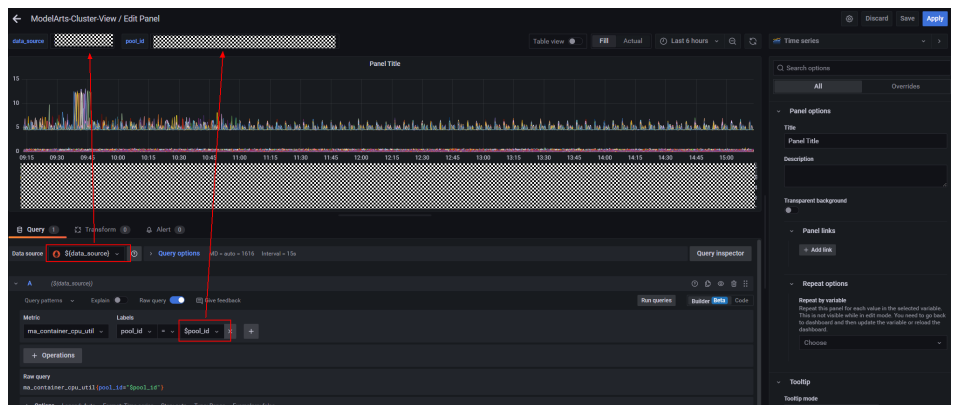 ModelArts-Cluster-View / Edit Panel
Discard Save Apply
data_source pool_id
Table view Fill Actual Last 6 hours
Time series
Panel Title
Search options
All Overrides
15
10
5
0
09:15 09:30 09:45 10:00 10:15 10:30 10:45 11:00 11:15 11:30 11:45 12:00 12:15 12:30 12:45 13:00 13:15 13:30 13:45 14:00 14:15 14:30 14:45 15:00
Panel options
Title
Panel Title
Description
Transparent background
Panel links
+ Add link
Repeat options
Repeat by variable
Repeat this panel for each value in the selected variable.
This is not visible while in edit mode. You need to go back
to dashboard and then update the variable or reload the
dashboard.
Choose
Tooltip
Tooltip mode
Query 1 Transform 0 Alert 0
Data source ${data_source} Query options MD = auto = 1616 Interval = 15s Query inspector
A (${data_source})
Query patterns Explain Raw query Give feedback Run queries Builder Beta Code
Metric Labels
ma_container_cpu_util pool_id = $pool_id +
+ Operations
Raw query
ma_container_cpu_util{pool_id="$pool_id"}